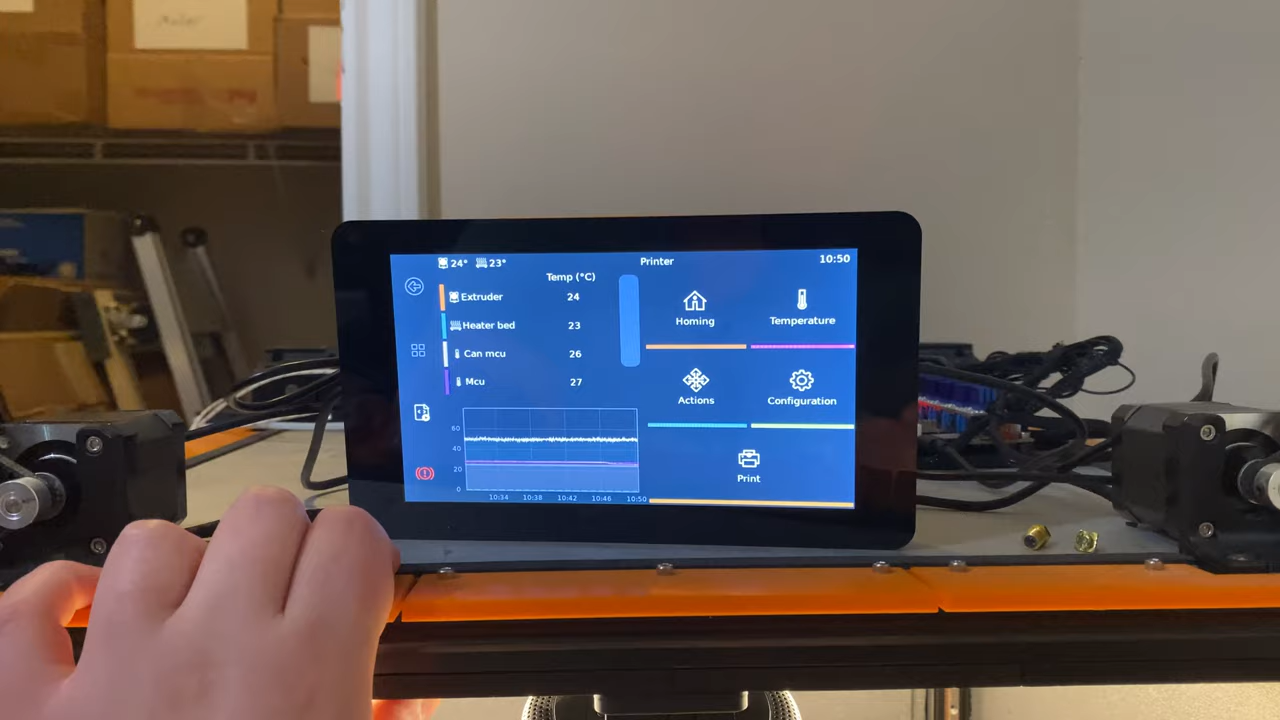 24° 23° Printer 10:50
Temp (°C)
Extruder 24
Heater bed 23
Can mcu 26
Mcu 27
60
40
20
0
10:34 10:38 10:42 10:46 10:50
Homing Temperature
Actions Configuration
Print